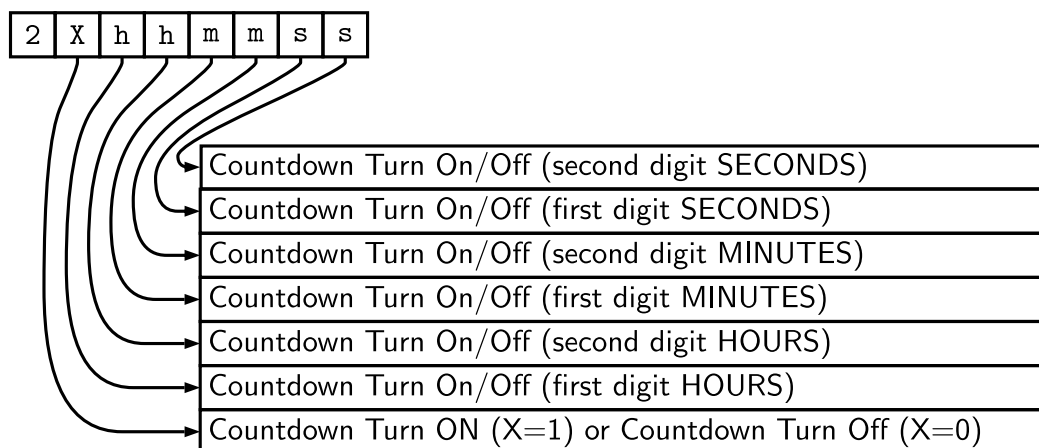 2 X h h m m s s
Countdown Turn On/Off (second digit SECONDS)
Countdown Turn On/Off (first digit SECONDS)
Countdown Turn On/Off (second digit MINUTES)
Countdown Turn On/Off (first digit MINUTES)
Countdown Turn On/Off (second digit HOURS)
Countdown Turn On/Off (first digit HOURS)
Countdown Turn ON (X=1) or Countdown Turn Off (X=0)